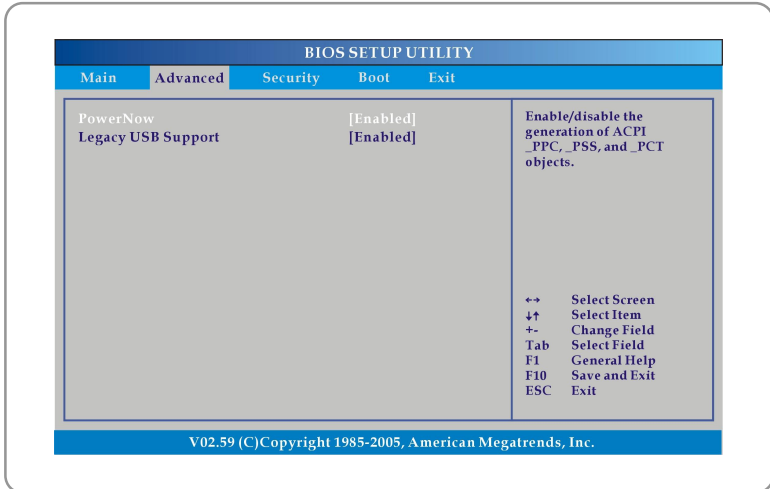 BIOS SETUP UTILITY
Main Advanced Security Boot Exit
PowerNow [Enabled]
Legacy USB Support [Enabled]
Enable/disable the
generation of ACPI
_PPC, _PSS, and _PCT
objects.
←→ Select Screen
↓↑ Select Item
+- Change Field
Tab Select Field
F1 General Help
F10 Save and Exit
ESC Exit
V02.59 (C)Copyright 1985-2005, American Megatrends, Inc.